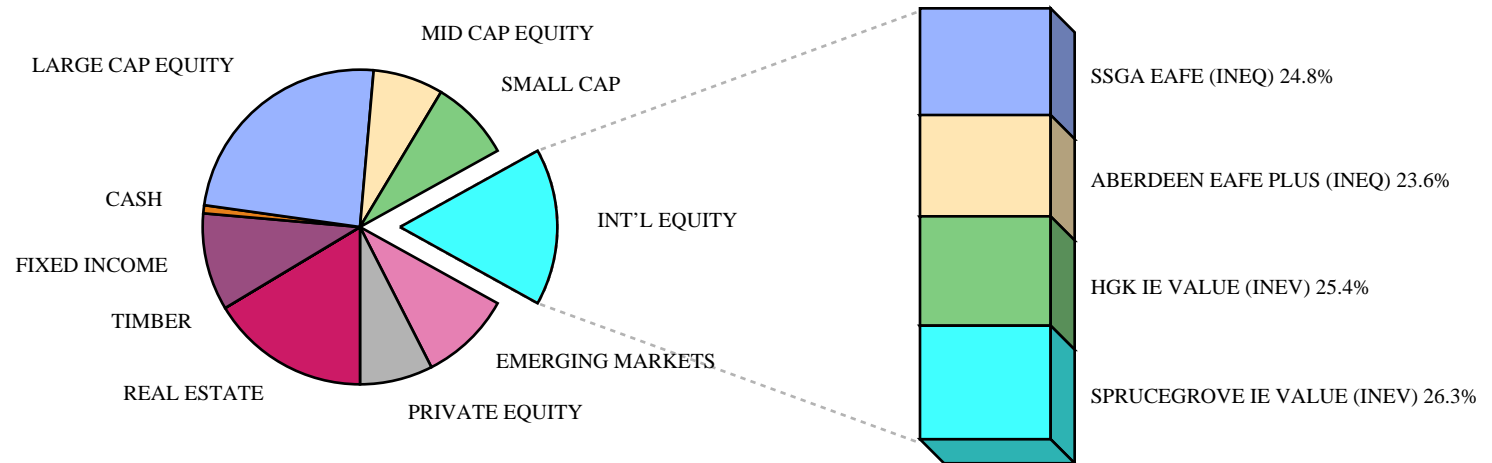 MID CAP EQUITY
LARGE CAP EQUITY
SMALL CAP
CASH
INT'L EQUITY
FIXED INCOME
TIMBER
EMERGING MARKETS
REAL ESTATE
PRIVATE EQUITY
SSGA EAFE (INEQ) 24.8%
ABERDEEN EAFE PLUS (INEQ) 23.6%
HGK IE VALUE (INEV) 25.4%
SPRUCEGROVE IE VALUE (INEV) 26.3%